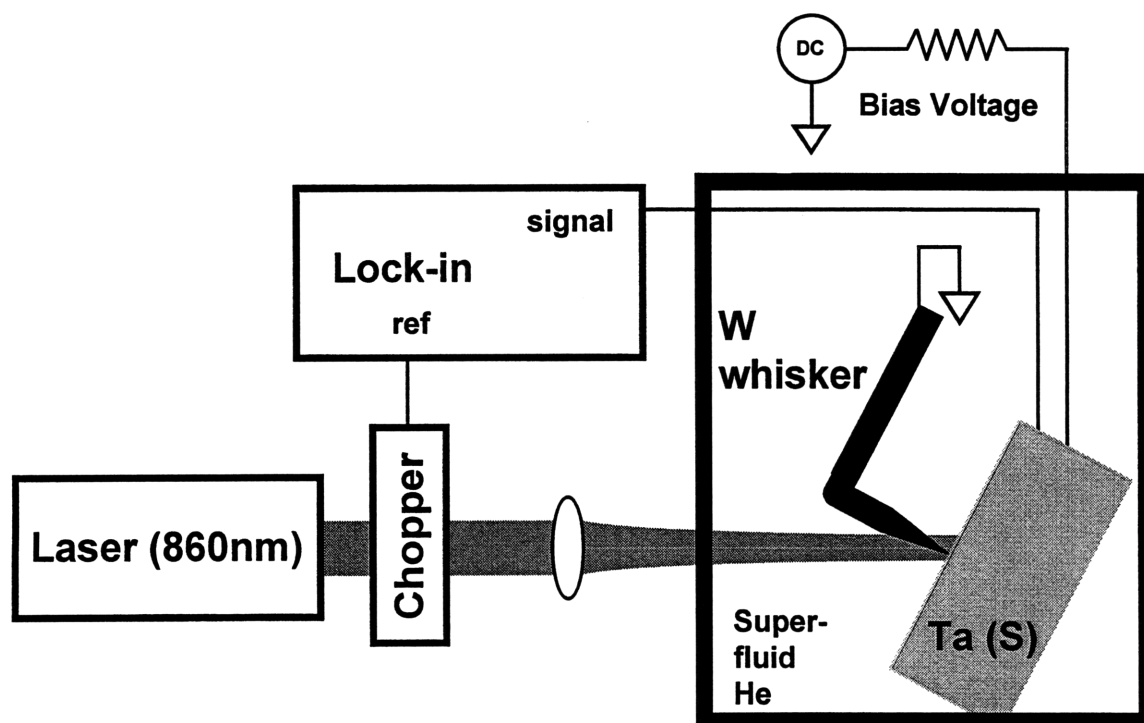 DC
Bias Voltage
signal
Lock-in
ref
W
whisker
Chopper
Laser (860nm)
Super-
fluid
He
Ta (S)